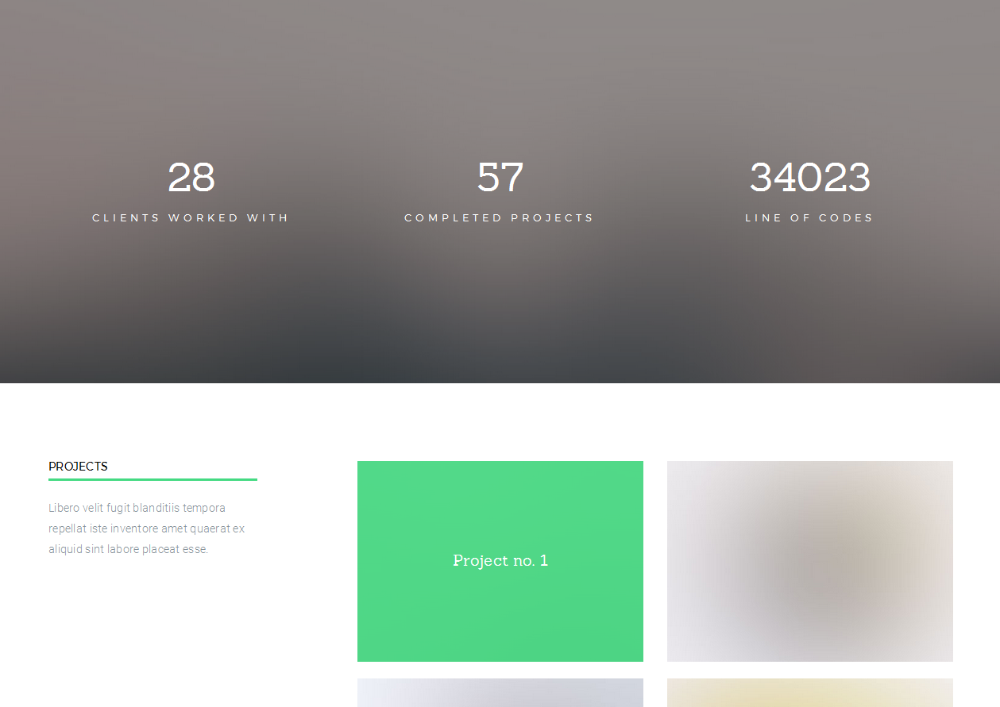 28
57
34023
CLIENTS WORKED WITH
COMPLETED PROJECTS
LINE OF CODES
PROJECTS
Libero velit fugit blanditiis tempora
repellat iste inventore amet quaerat ex
aliquid sint labore placeat esse.
Project no. 1